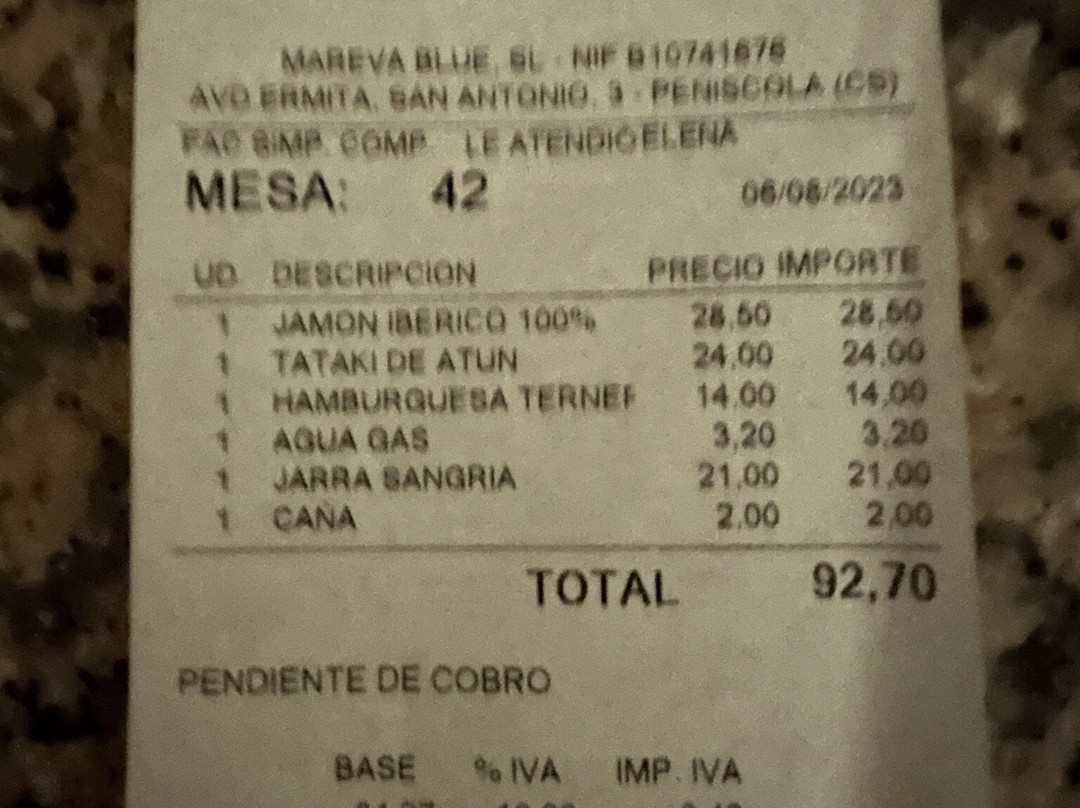 MAREVA BLUE, SL - NIF B10741676
AVD ERMITA, SAN ANTONIO, 3 - PEÑISCOLA (CS)
FAC SIMP. COMP. LE ATENDIO ELENA
MESA: 42 06/08/2023
UD. DESCRIPCION PRECIO IMPORTE
1 JAMON IBERICO 100% 28,50 28,50
1 TATAKI DE ATUN 24,00 24,00
1 HAMBURGUESA TERNER 14,00 14,00
1 AGUA GAS 3,20 3,20
1 JARRA SANGRIA 21,00 21,00
1 CAÑA 2,00 2,00
TOTAL 92,70
PENDIENTE DE COBRO
BASE % IVA IMP. IVA